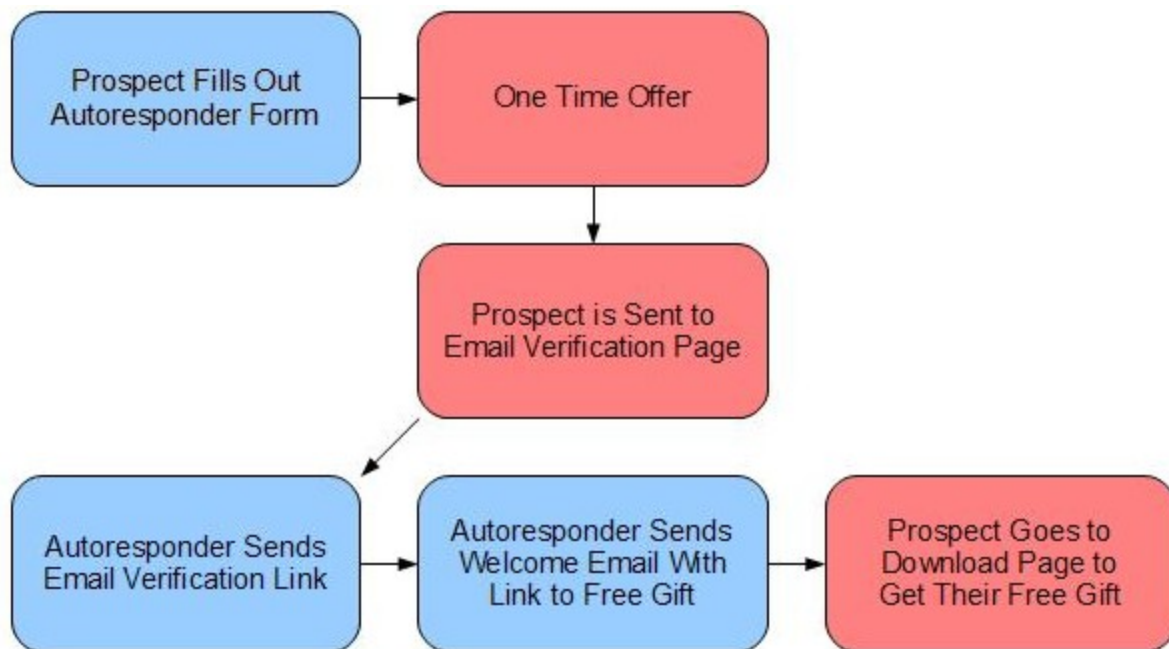 Prospect Fills Out
Autoresponder Form
One Time Offer
Prospect is Sent to
Email Verification Page
Autoresponder Sends
Email Verification Link
Autoresponder Sends
Welcome Email With
Link to Free Gift
Prospect Goes to
Download Page to
Get Their Free Gift